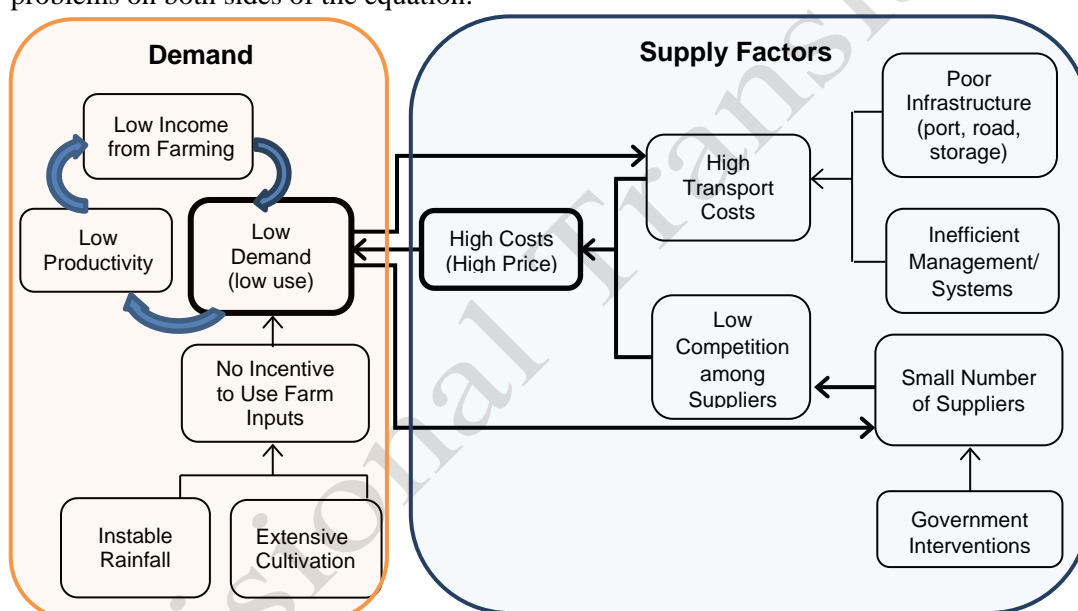 problems on both sides of the equation.
Demand
Supply Factors
Low Income
from Farming
Low
Productivity
Low
Demand
(low use)
No Incentive
to Use Farm
Inputs
Instable
Rainfall
Extensive
Cultivation
High Costs
(High Price)
High
Transport
Costs
Low
Competition
among
Suppliers
Poor
Infrastructure
(port, road,
storage)
Inefficient
Management/
Systems
Small Number
of Suppliers
Government
Interventions